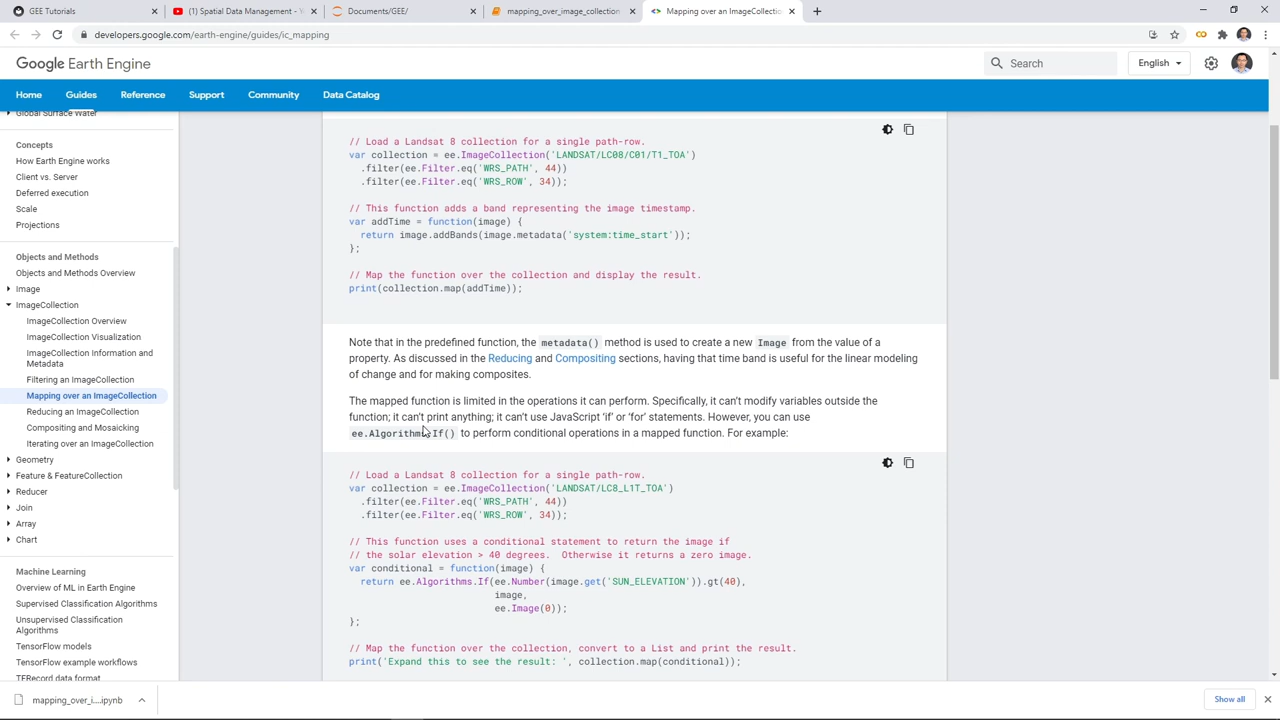 GEE Tutorials
(1) Spatial Data Management - Y
Documents/GEE/
mapping_over_image_collection
Mapping over an ImageCollection
developers.google.com/earth-engine/guides/ic_mapping
Google Earth Engine
Search
English
Home
Guides
Reference
Support
Community
Data Catalog
Global Surface Water
Concepts
How Earth Engine works
Client vs. Server
Deferred execution
Scale
Projections
Objects and Methods
Objects and Methods Overview
Image
ImageCollection
ImageCollection Overview
ImageCollection Visualization
ImageCollection Information and
Metadata
Filtering an ImageCollection
Mapping over an ImageCollection
Reducing an ImageCollection
Compositing and Mosaicking
Iterating over an ImageCollection
Geometry
Feature & FeatureCollection
Reducer
Join
Array
Chart
Machine Learning
Overview of ML in Earth Engine
Supervised Classification Algorithms
Unsupervised Classification
Algorithms
TensorFlow models
TensorFlow example workflows
TFRecord data format
// Load a Landsat 8 collection for a single path-row.
var collection = ee.ImageCollection('LANDSAT/LC08/C01/T1_TOA')
.filter(ee.Filter.eq('WRS_PATH', 44))
.filter(ee.Filter.eq('WRS_ROW', 34));
// This function adds a band representing the image timestamp.
var addTime = function(image) {
return image.addBands(image.metadata('system:time_start'));
};
// Map the function over the collection and display the result.
print(collection.map(addTime));
Note that in the predefined function, the metadata() method is used to create a new Image from the value of a
property. As discussed in the Reducing and Compositing sections, having that time band is useful for the linear modeling
of change and for making composites.
The mapped function is limited in the operations it can perform. Specifically, it can't modify variables outside the
function; it can't print anything; it can't use JavaScript 'if' or 'for' statements. However, you can use
ee.Algorithms.If() to perform conditional operations in a mapped function. For example:
// Load a Landsat 8 collection for a single path-row.
var collection = ee.ImageCollection('LANDSAT/LC8_L1T_TOA')
.filter(ee.Filter.eq('WRS_PATH', 44))
.filter(ee.Filter.eq('WRS_ROW', 34));
// This function uses a conditional statement to return the image if
// the solar elevation > 40 degrees.  Otherwise it returns a zero image.
var conditional = function(image) {
return ee.Algorithms.If(ee.Number(image.get('SUN_ELEVATION')).gt(40),
image,
ee.Image(0));
};
// Map the function over the collection, convert to a List and print the result.
print('Expand this to see the result: ', collection.map(conditional));
mapping_over_i....ipynb
Show all